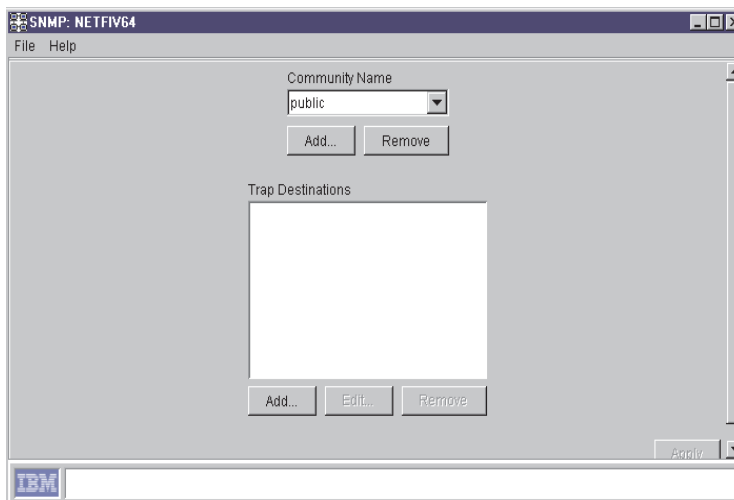 SNMP: NETFIV64
File Help
Community Name
public
Add... Remove
Trap Destinations
Add... Edit... Remove
Apply
IBM